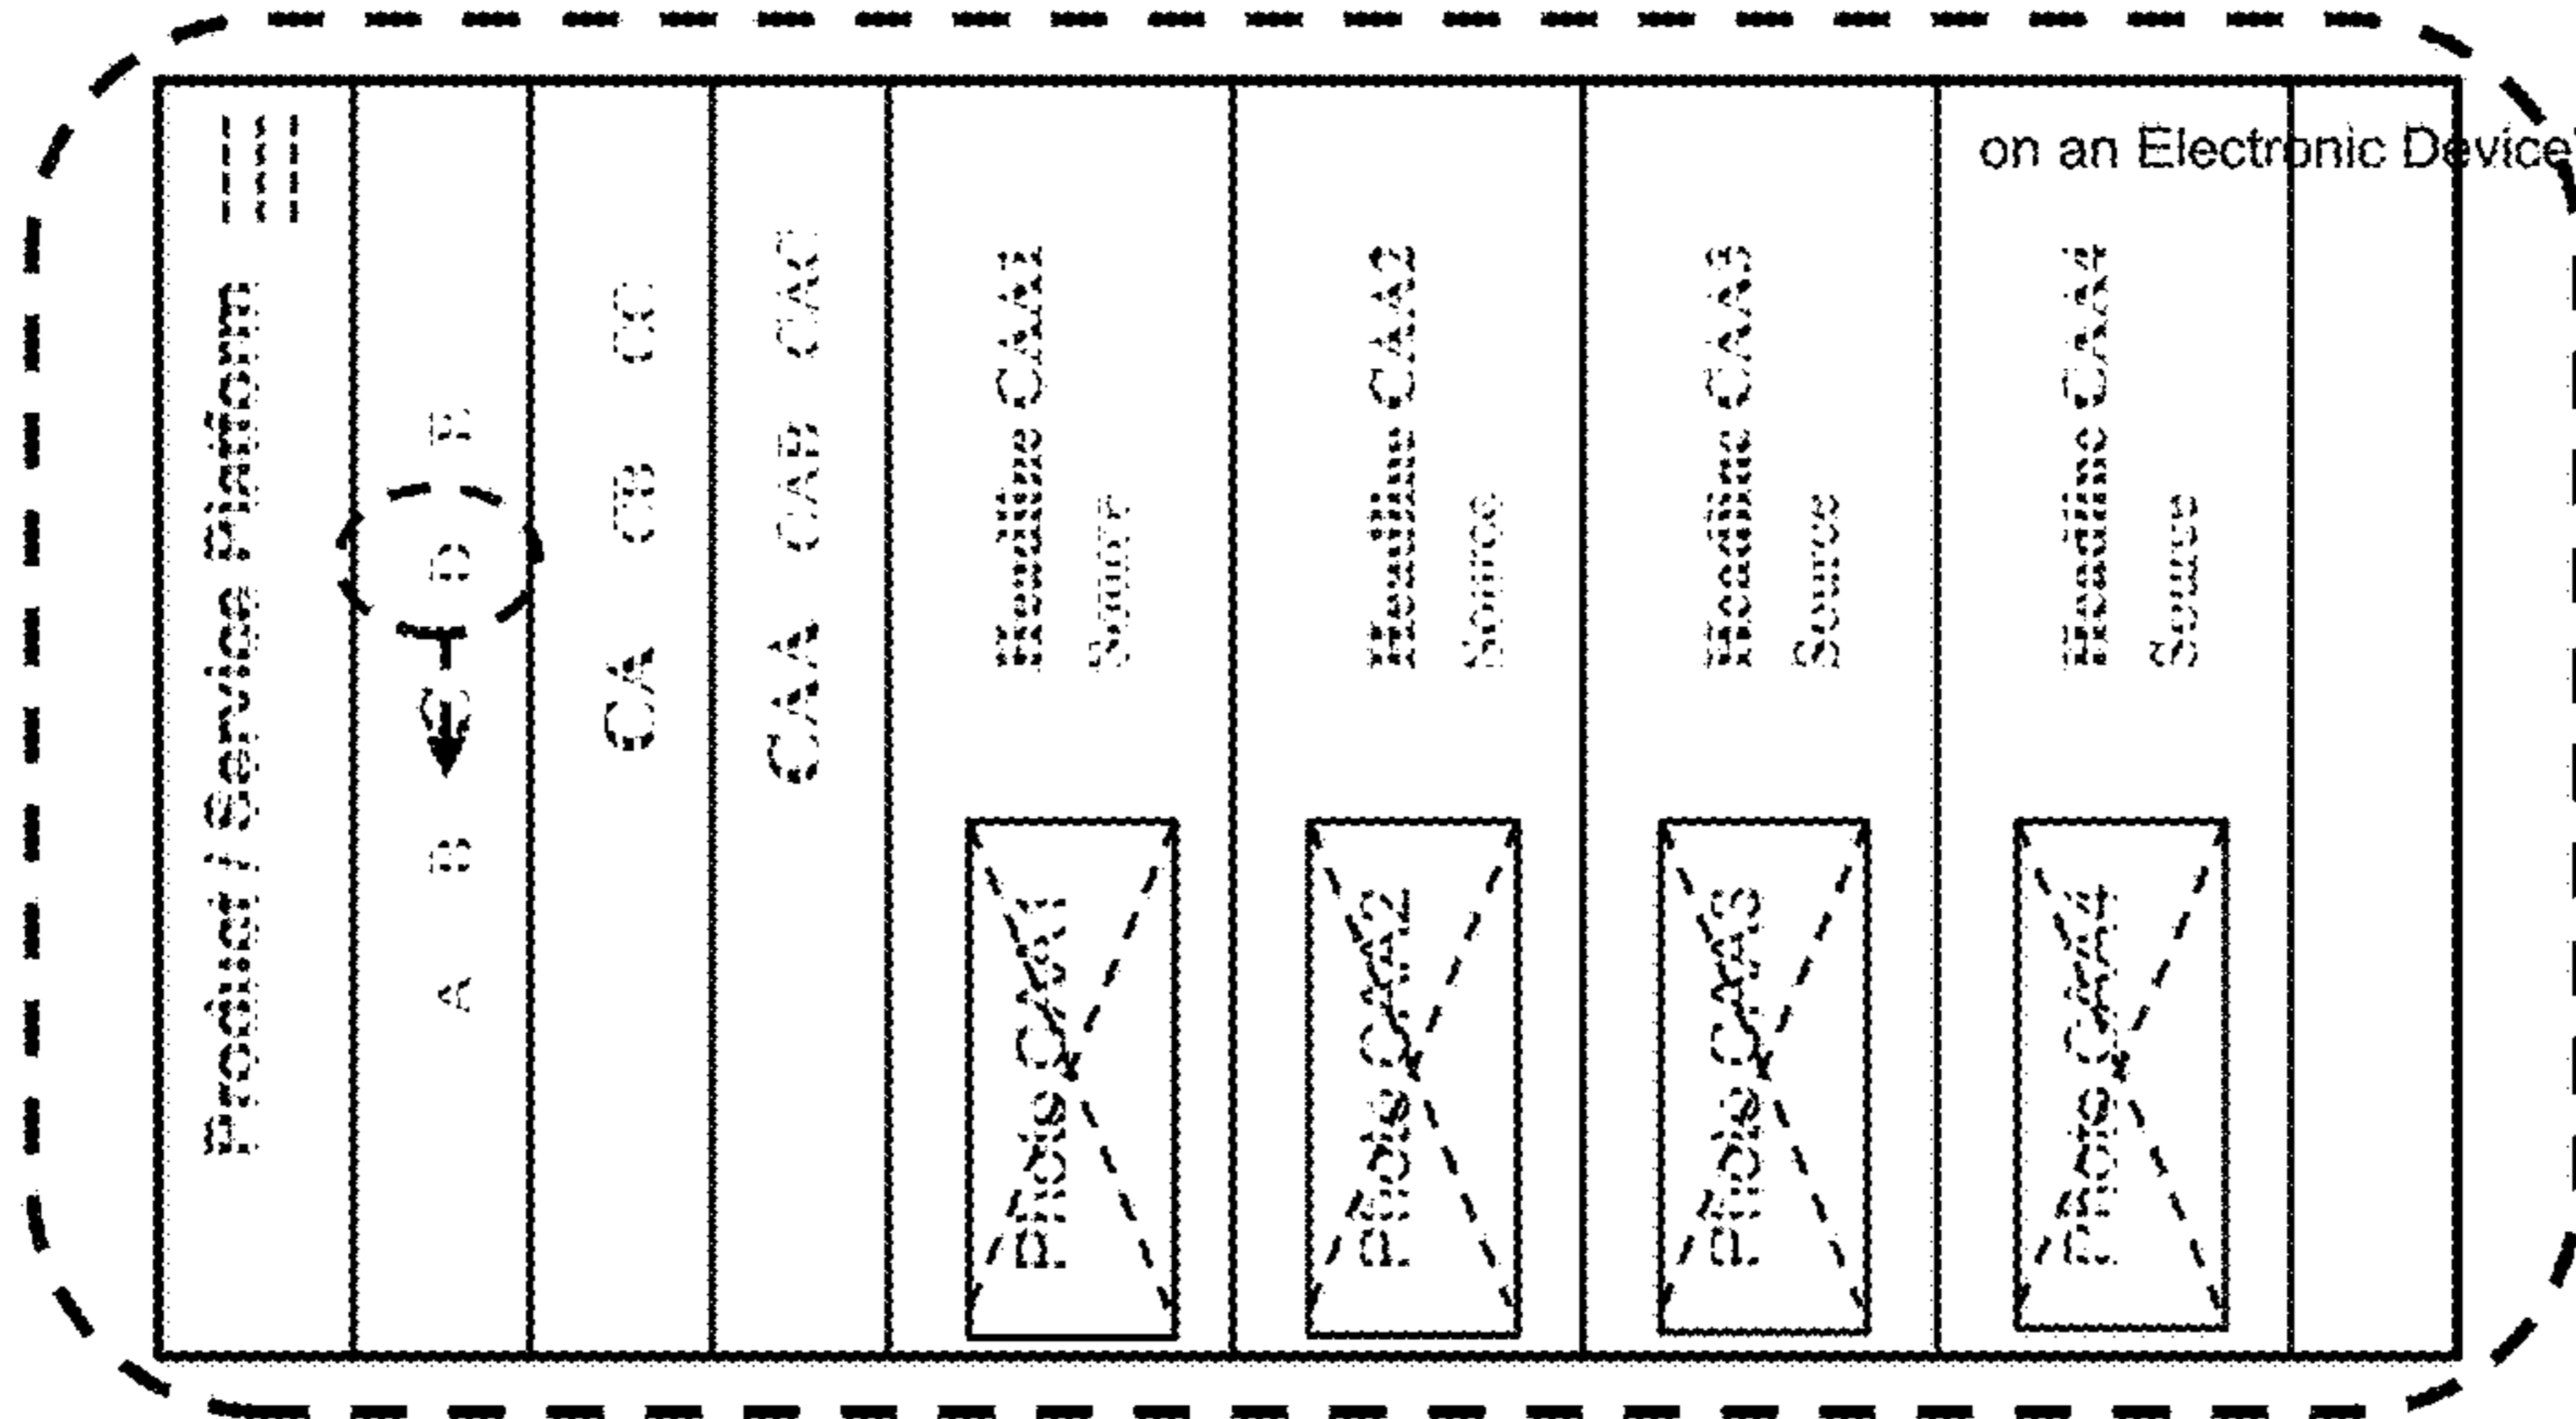 on an Electronic Device
Product / Service Platform
A B C D E
CA CB CC
CAA CAB CAC
Photo CAA1 Headline CAA1
Source
Photo CAA2 Headline CAA2
Source
Photo CAA3 Headline CAA3
Source
Photo CAA4 Headline CAA4
Source